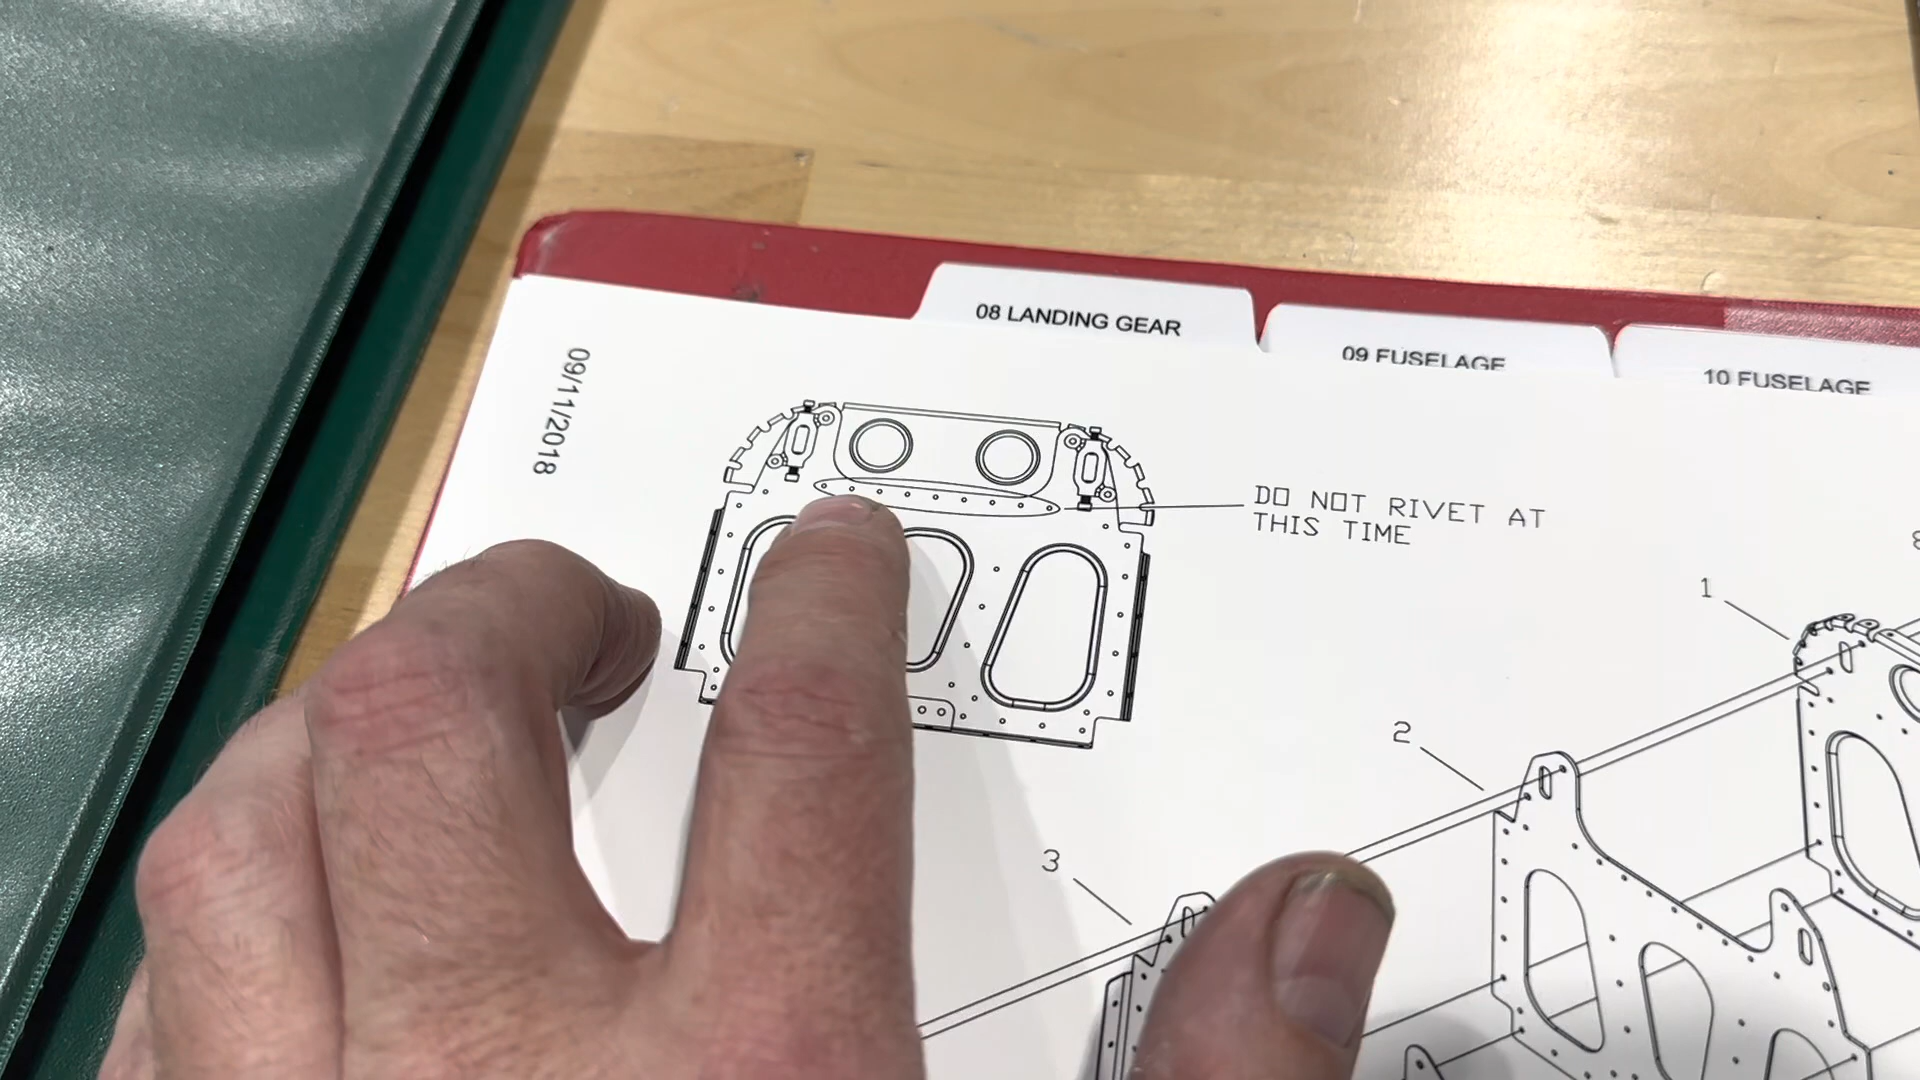 08 LANDING GEAR
09 FUSELAGE
10 FUSELAGE
09/11/2018
DO NOT RIVET AT
THIS TIME
1
2
3